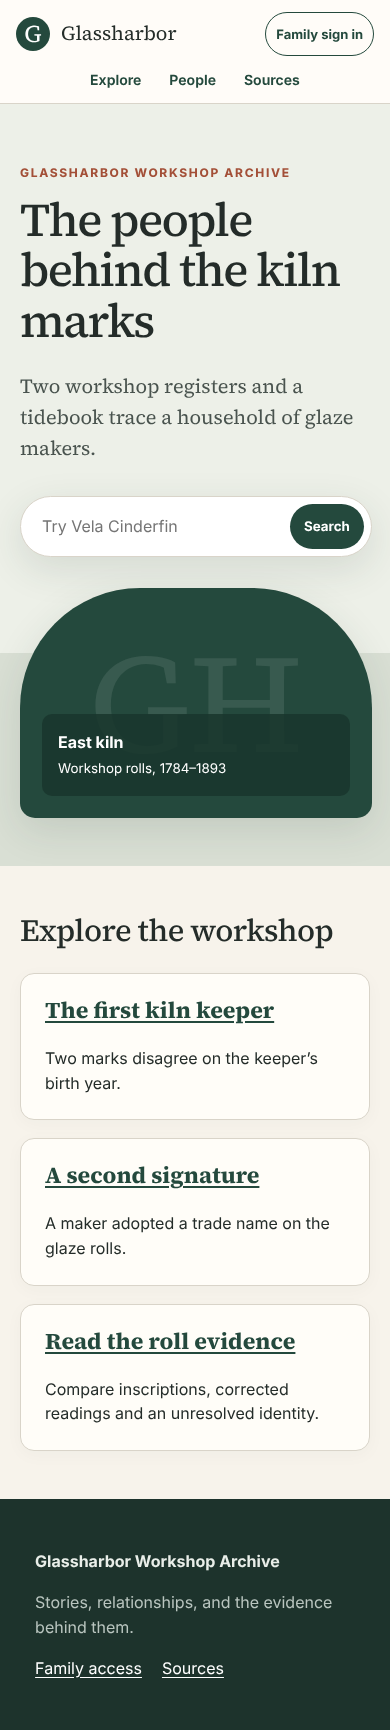 G Glassharbor
Family sign in
Explore People Sources
GLASSHARBOR WORKSHOP ARCHIVE
The people
behind the kiln
marks
Two workshop registers and a
tidebook trace a household of glaze
makers.
Try Vela Cinderfin
Search
GH
East kiln
Workshop rolls, 1784–1893
Explore the workshop
The first kiln keeper
Two marks disagree on the keeper’s
birth year.
A second signature
A maker adopted a trade name on the
glaze rolls.
Read the roll evidence
Compare inscriptions, corrected
readings and an unresolved identity.
Glassharbor Workshop Archive
Stories, relationships, and the evidence
behind them.
Family access Sources